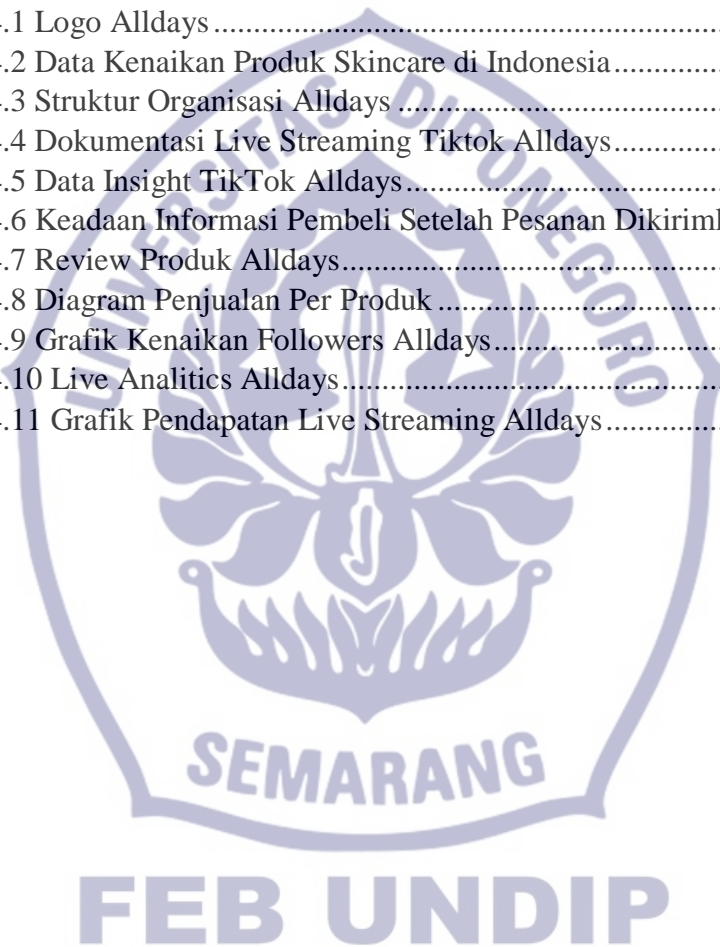 .1 Logo Alldays........................................................................
.2 Data Kenaikan Produk Skincare di Indonesia..................
.3 Struktur Organisasi Alldays ..............................................
.4 Dokumentasi Live Streaming Tiktok Alldays..................
.5 Data Insight TikTok Alldays.............................................
.6 Keadaan Informasi Pembeli Setelah Pesanan
.7 Review Produk Alldays.....................................................
.8 Diagram Penjualan Per Produk .........................................
.9 Grafik Kenaikan Followers Alldays..................................
.10 Live Analitics Alldays.....................................................
.11 Grafik Pendapatan Live Streaming Alldays...................
UNIVERSITAS DIPONEGORO
SEMARANG
FEB UNDIP